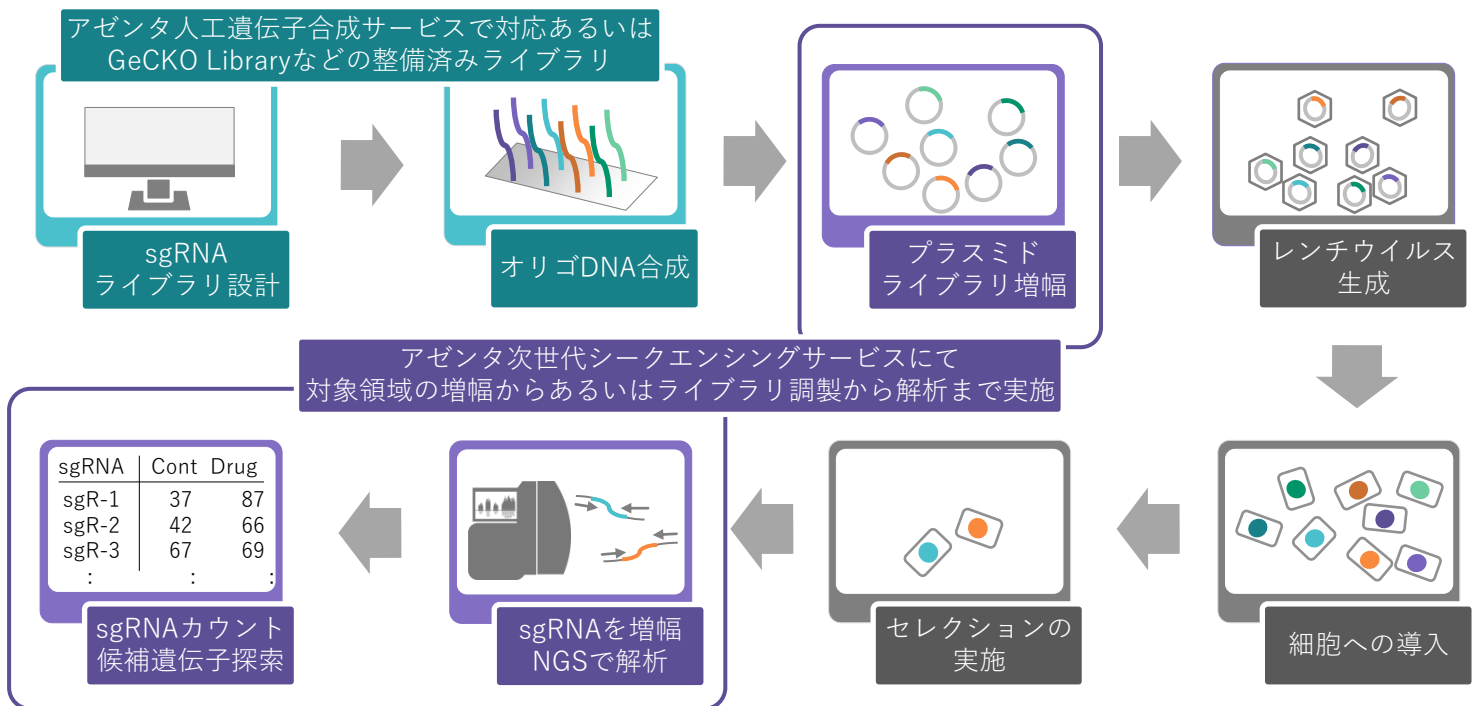 アゼンタ人工遺伝子合成サービスで対応あるいは
GeCKO Libraryなどの整備済みライブラリ
sgRNA
ライブラリ設計
オリゴDNA合成
プラスミド
ライブラリ増幅
レンチウイルス
生成
アゼンタ次世代シークエンシングサービスにて
対象領域の増幅からあるいはライブラリ調製から解析まで実施
sgRNA Cont Drug
sgR-1 37 87
sgR-2 42 66
sgR-3 67 69
: : :
sgRNAカウント
候補遺伝子探索
sgRNAを増幅
NGSで解析
セレクションの
実施
細胞への導入